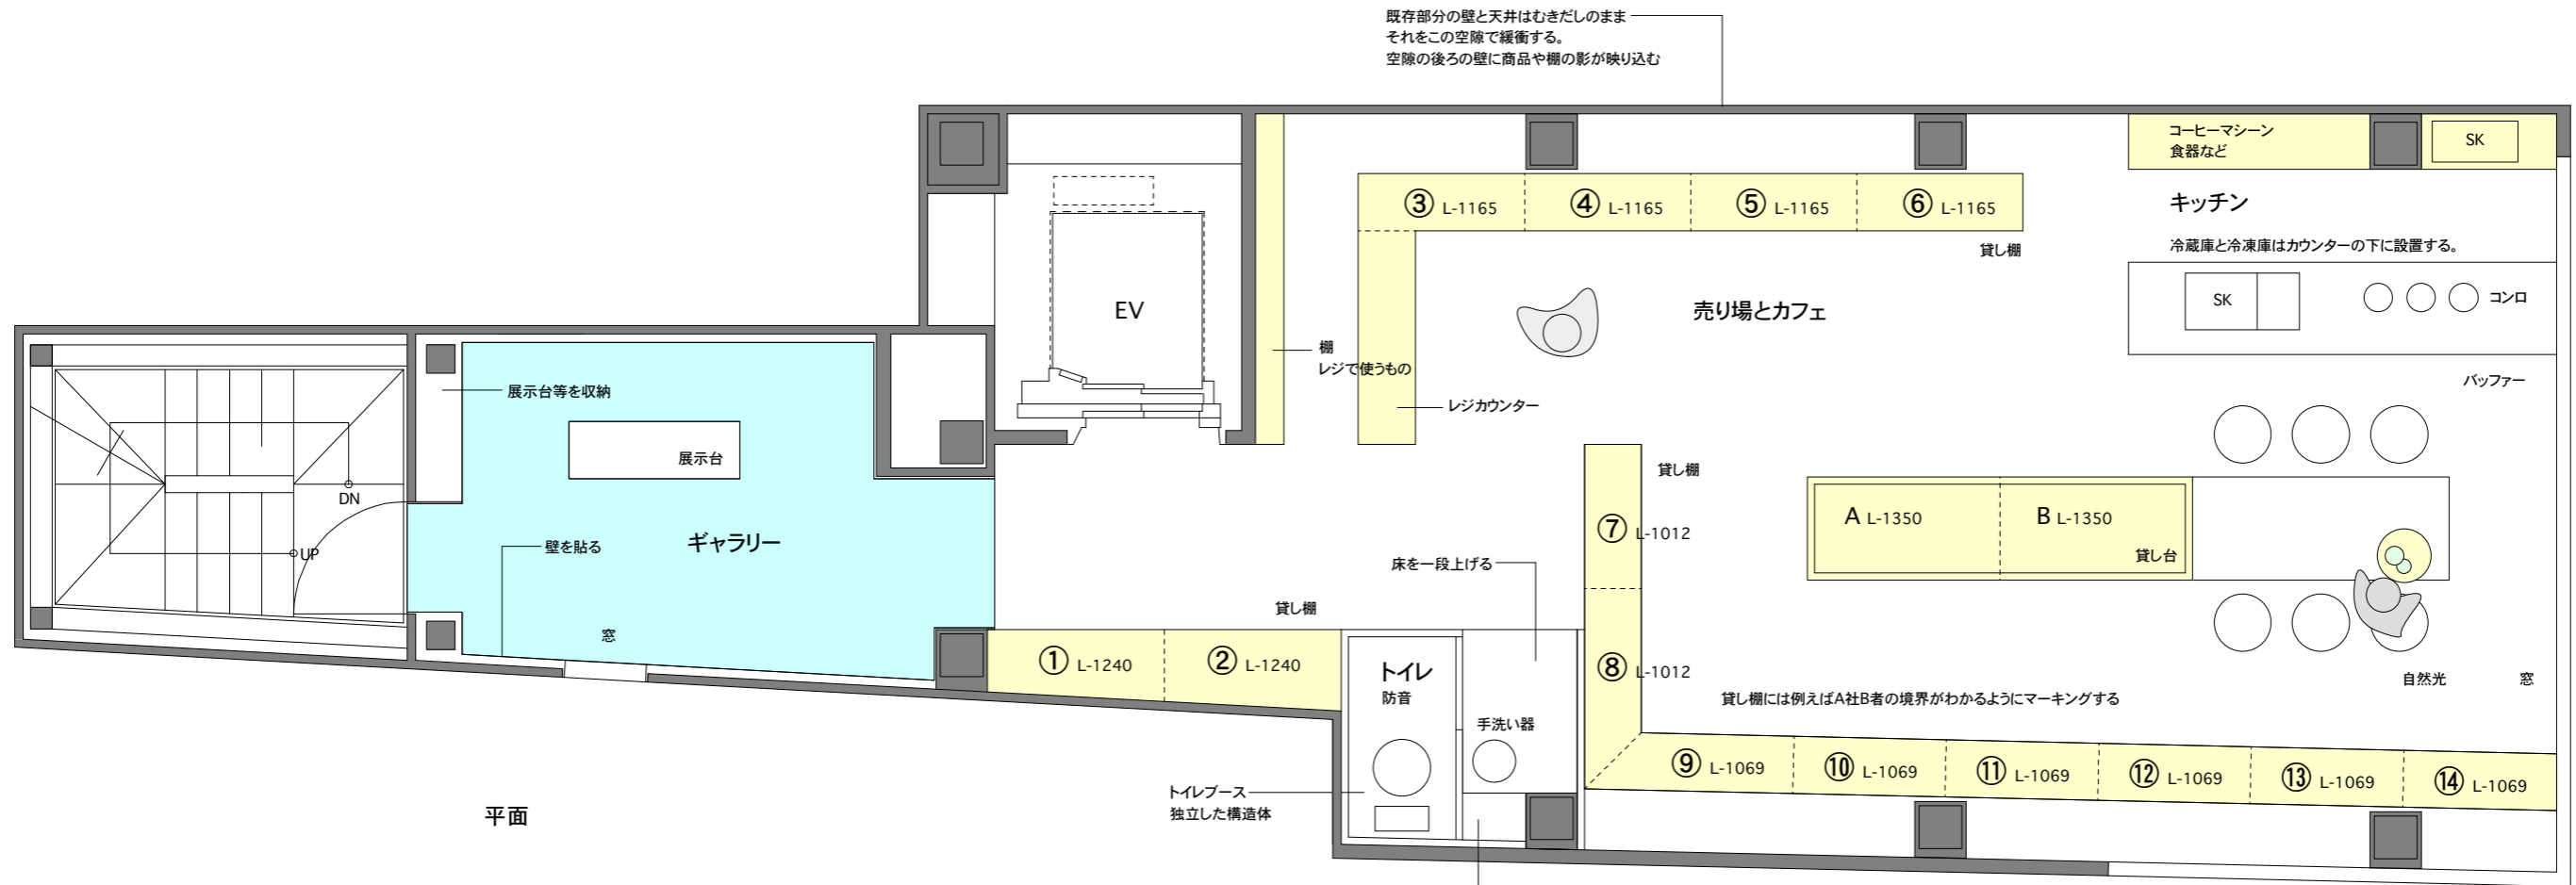 既存部分の壁と天井はむきだしのまま
それをこの空隙で緩衝する。
空隙の後ろの壁に商品や棚の影が映り込む
コーヒーマシーン
食器など
SK
③ L-1165
④ L-1165
⑤ L-1165
⑥ L-1165
キッチン
冷蔵庫と冷凍庫はカウンターの下に設置する。
貸し棚
EV
売り場とカフェ
SK
コンロ
棚
レジで使うもの
バッファー
展示台等を収納
レジカウンター
展示台
貸し棚
DN
A L-1350
B L-1350
⑦ L-1012
ギャラリー
壁を貼る
UP
貸し台
床を一段上げる
貸し棚
窓
① L-1240
② L-1240
トイレ
防音
⑧ L-1012
自然光
窓
貸し棚には例えばA社B者の境界がわかるようにマーキングする
手洗い器
⑨ L-1069
⑩ L-1069
⑪ L-1069
⑫ L-1069
⑬ L-1069
⑭ L-1069
トイレブース
独立した構造体
平面